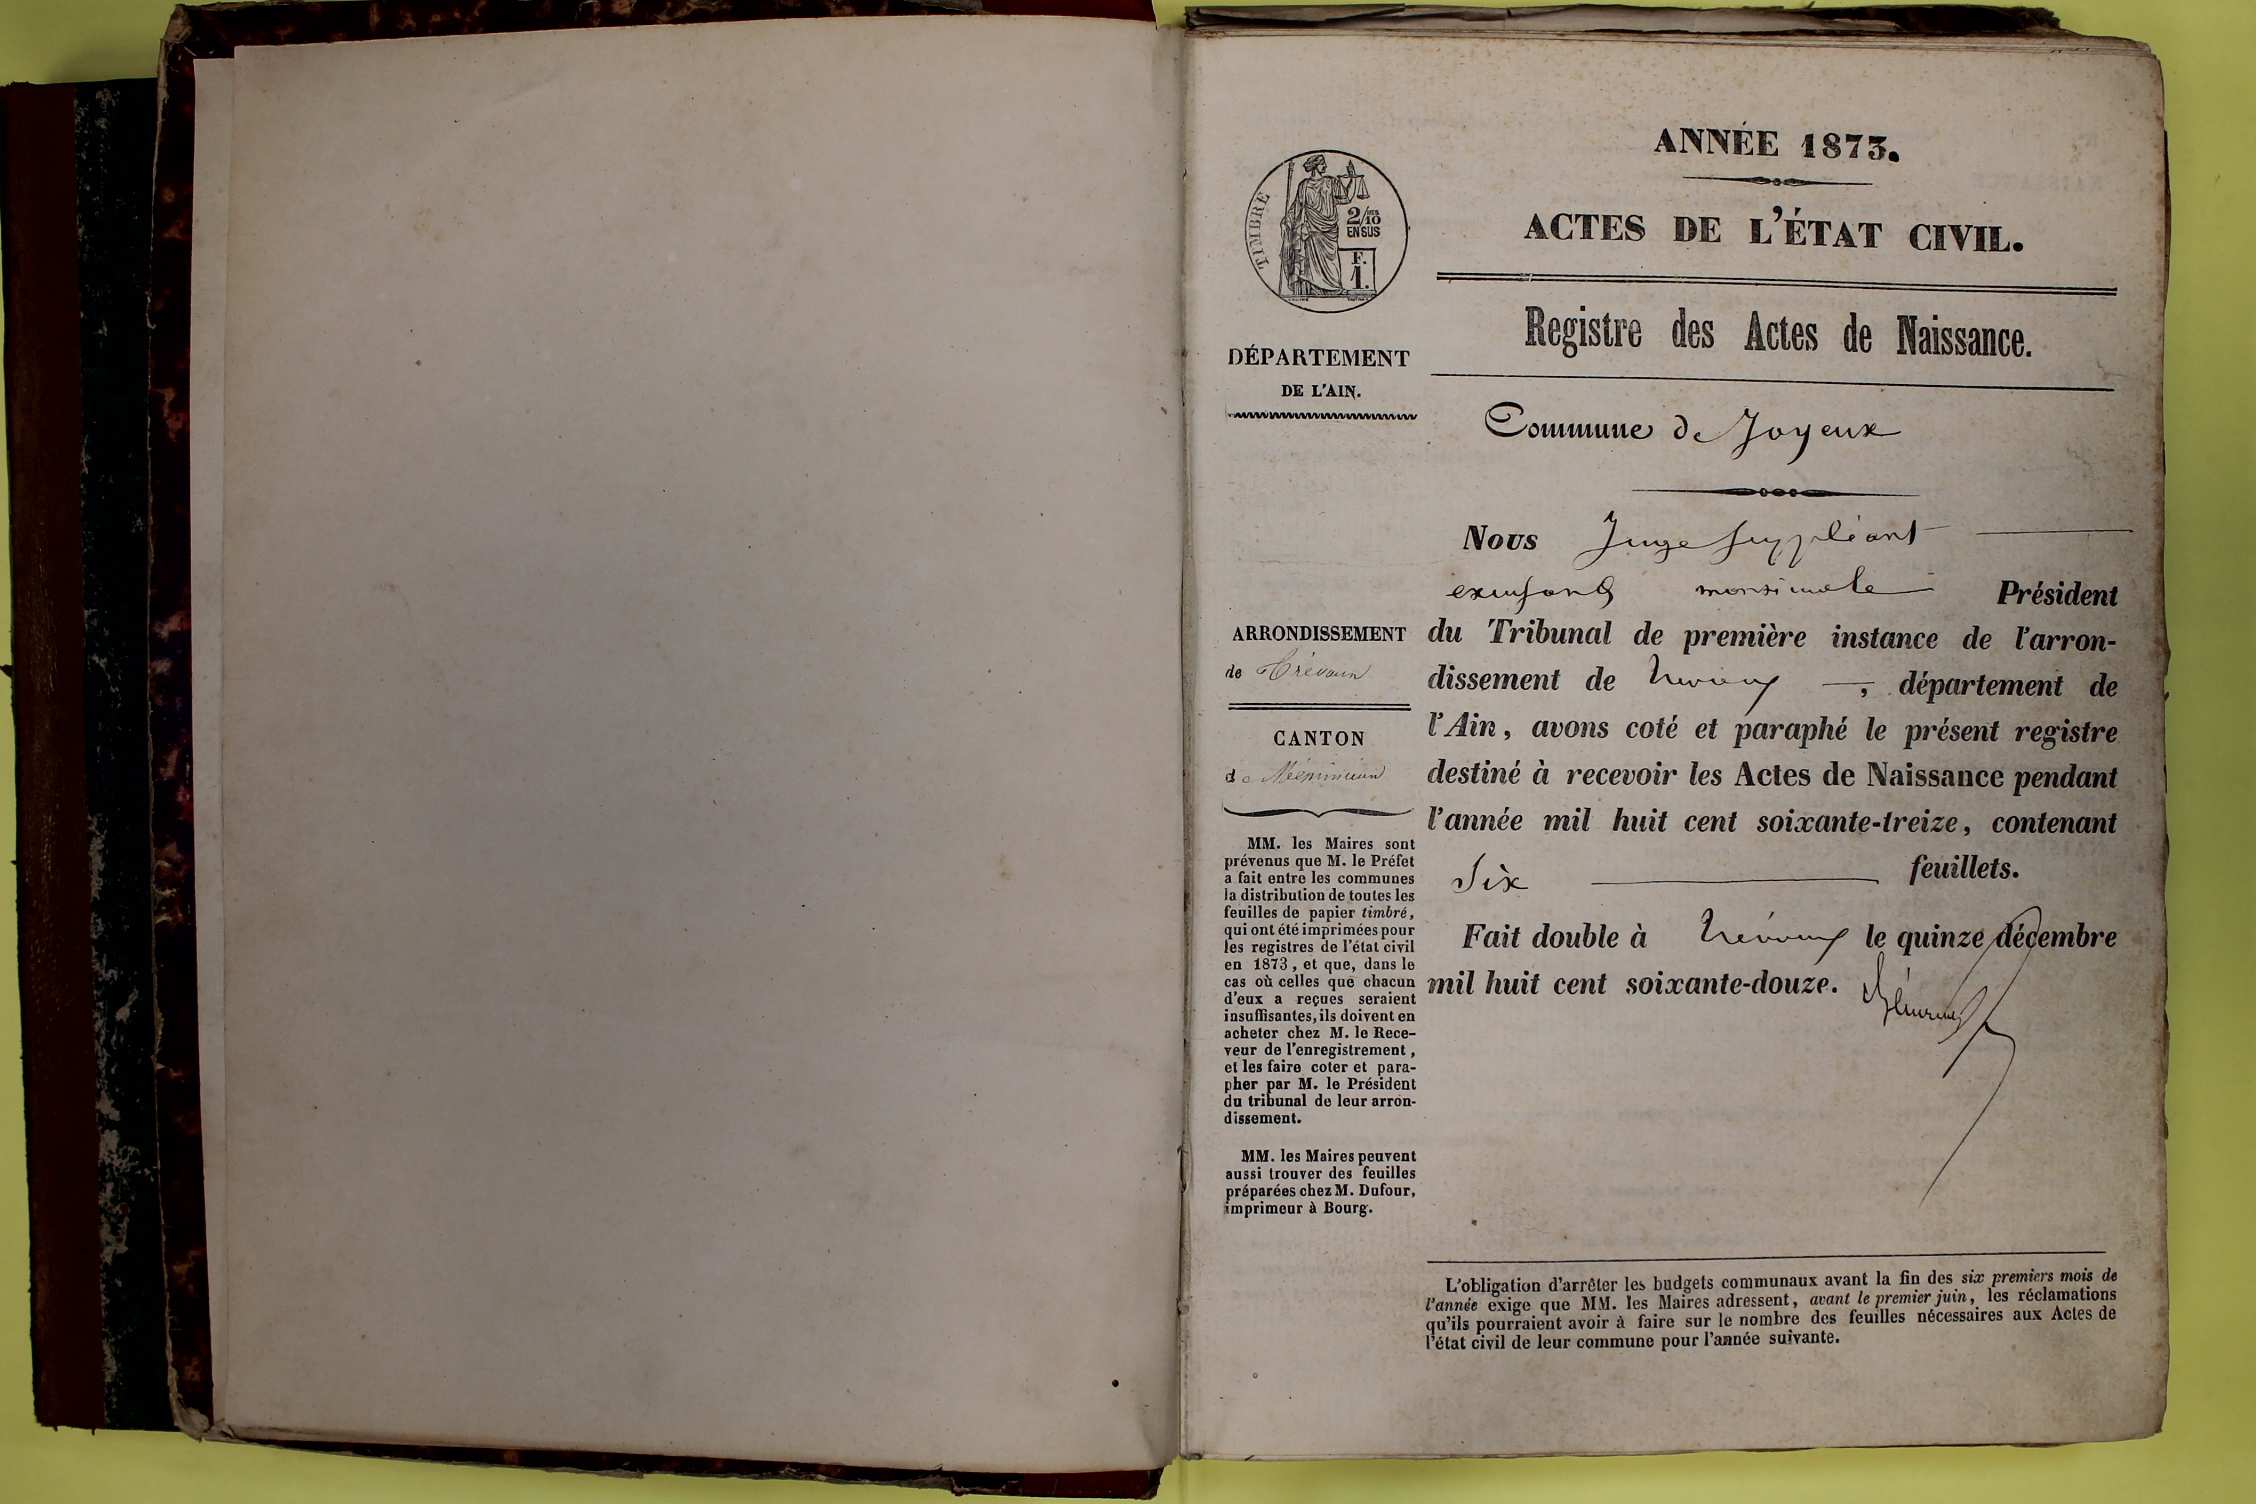 ANNÉE 1873.
ACTES DE L'ÉTAT CIVIL.
Registre des Actes de Naissance.
Commune de Joyeux
TIMBRE
2/10
EN SUS
F.
1.
DÉPARTEMENT
DE L'AIN.
ARRONDISSEMENT
de Trévoux
CANTON
de Méximieux
MM. les Maires sont
prévenus que M. le Préfet
a fait entre les communes
la distribution de toutes les
feuilles de papier timbré,
qui ont été imprimées pour
les registres de l'état civil
en 1873, et que, dans le
cas où celles que chacun
d'eux a reçues seraient
insuffisantes, ils doivent en
acheter chez M. le Rece-
veur de l'enregistrement,
et les faire coter et para-
pher par M. le Président
du tribunal de leur arron-
dissement.
MM. les Maires peuvent
aussi trouver des feuilles
préparées chez M. Dufour,
imprimeur à Bourg.
Nous Juge suppléant
Président
du Tribunal de première instance de l'arron-
dissement de Trévoux, département de
l'Ain, avons coté et paraphé le présent registre
destiné à recevoir les Actes de Naissance pendant
l'année mil huit cent soixante-treize, contenant
Six feuillets.
Fait double à Trévoux le quinze décembre
mil huit cent soixante-douze.
L'obligation d'arrêter les budgets communaux avant la fin des six premiers mois de
l'année exige que MM. les Maires adressent, avant le premier juin, les réclamations
qu'ils pourraient avoir à faire sur le nombre des feuilles nécessaires aux Actes de
l'état civil de leur commune pour l'année suivante.